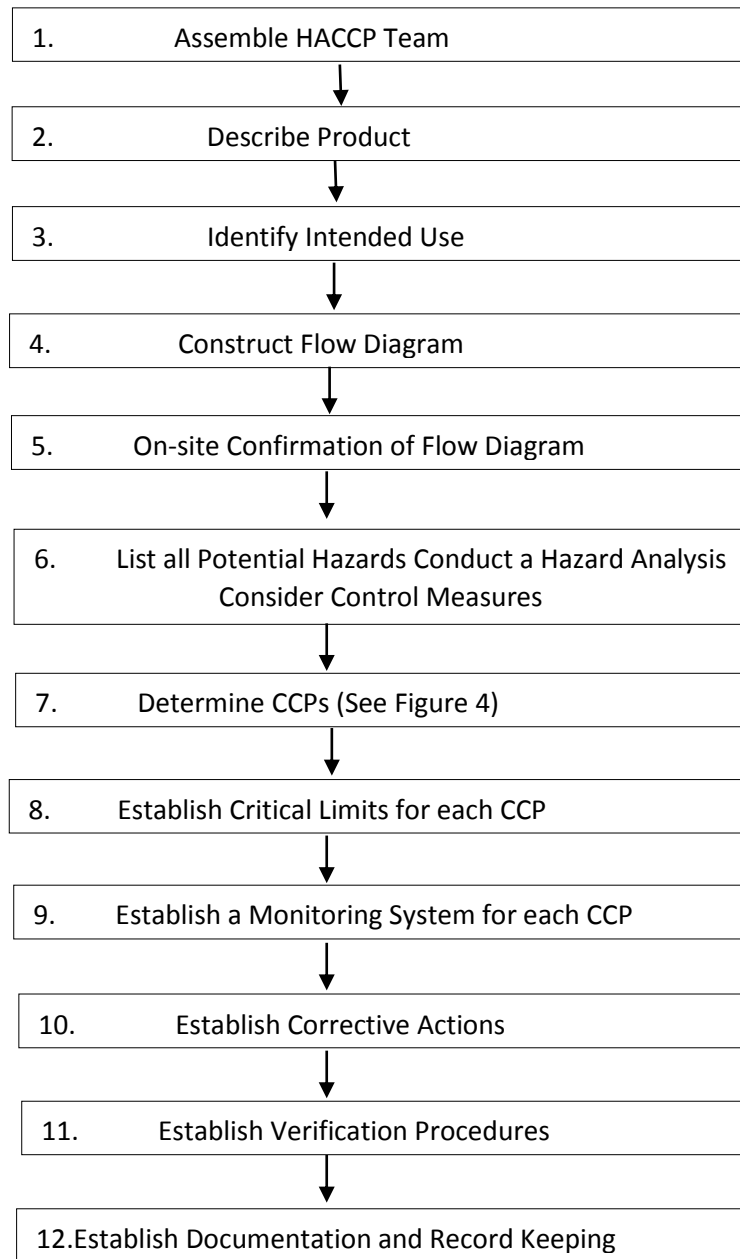 1. Assemble HACCP Team
2. Describe Product
3. Identify Intended Use
4. Construct Flow Diagram
5. On-site Confirmation of Flow Diagram
6. List all Potential Hazards Conduct a Hazard Analysis
Consider Control Measures
7. Determine CCPs (See Figure 4)
8. Establish Critical Limits for each CCP
9. Establish a Monitoring System for each CCP
10. Establish Corrective Actions
11. Establish Verification Procedures
12.Establish Documentation and Record Keeping